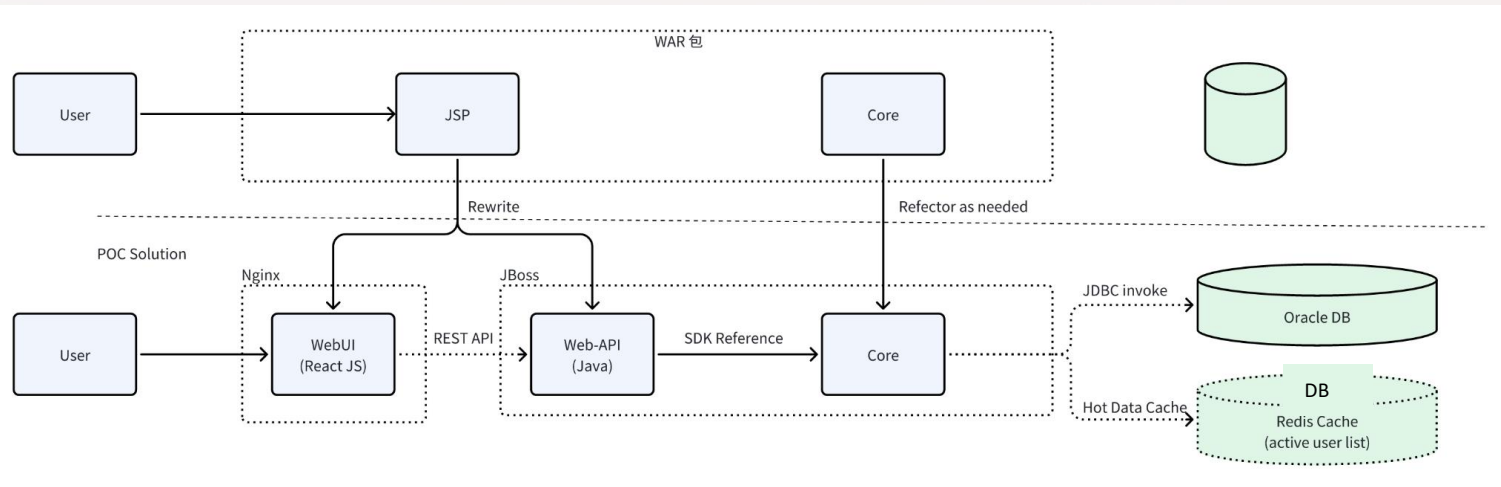 WAR 包
User
JSP
Core
Rewrite
Refector as needed
POC Solution
Nginx
JBoss
JDBC invoke
Oracle DB
User
WebUI
(React JS)
REST API
Web-API
(Java)
SDK Reference
Core
DB
Hot Data Cache
Redis Cache
(active user list)